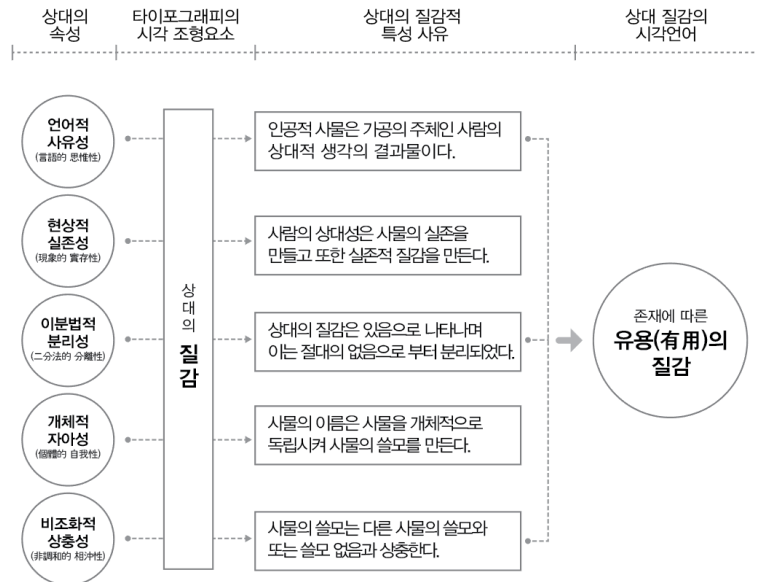 상대의
속성
타이포그래피의
시각 조형요소
상대의 질감적
특성 사유
상대 질감의
시각언어
언어적
사유성
(言語的 思惟性)
인공적 사물은 가공의 주체인 사람의
상대적 생각의 결과물이다.
현상적
실존성
(現象的 實存性)
사람의 상대성은 사물의 실존을
만들고 또한 실존적 질감을 만든다.
이분법적
분리성
(二分法的 分離性)
상대의 질감은 있음으로 나타나며
이는 절대의 없음으로 부터 분리되었다.
개체적
자아성
(個體的 自我性)
사물의 이름은 사물을 개체적으로
독립시켜 사물의 쓸모를 만든다.
비조화적
상충성
(非調和的 相沖性)
사물의 쓸모는 다른 사물의 쓸모와
또는 쓸모 없음과 상충한다.
상
대
의
질
감
존재에 따른
유용(有用)의
질감